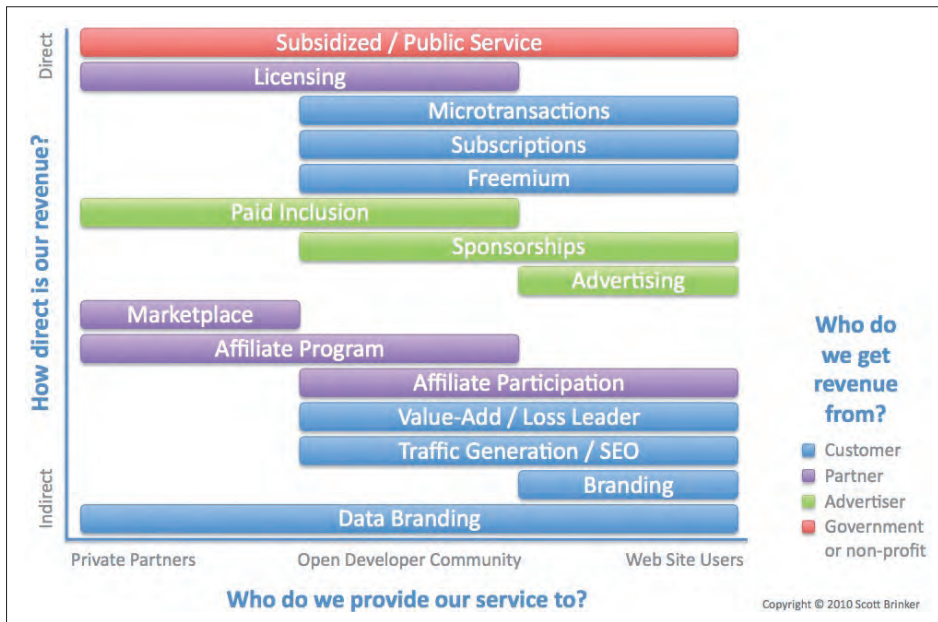 Direct
Subsidized / Public Service
Licensing
Microtransactions
Subscriptions
Freemium
How direct is our revenue?
Paid Inclusion
Sponsorships
Advertising
Marketplace
Affiliate Program
Affiliate Participation
Value-Add / Loss Leader
Traffic Generation / SEO
Branding
Indirect
Data Branding
Private Partners
Open Developer Community
Web Site Users
Who do we provide our service to?
Who do
we get
revenue
from?
Customer
Partner
Advertiser
Government
or non-profit
Copyright © 2010 Scott Brinker